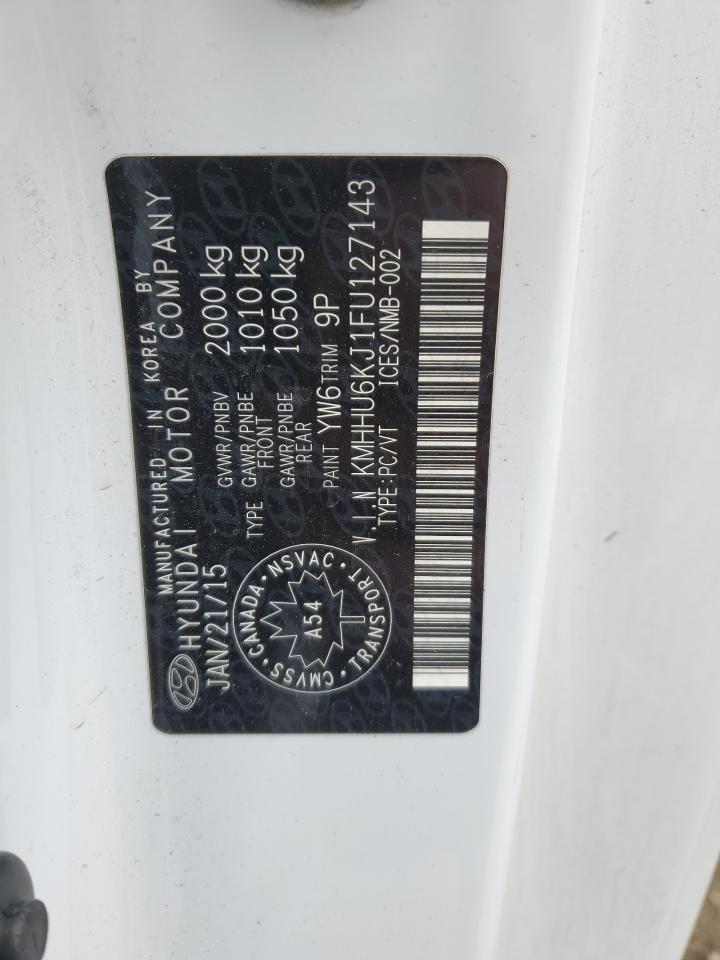 MANUFACTURED IN KOREA BY
HYUNDAI MOTOR COMPANY
JAN/21/15 GVWR/PNBV 2000 kg
TYPE GAWR/PNBE FRONT 1010 kg
GAWR/PNBE REAR 1050 kg
PAINT YW6 TRIM 9P
CMVSS • CANADA • NSVAC • TRANSPORT •
A54
V.I.N KMHHU6KJ1FU127143
TYPE:PC/VT ICES/NMB-002